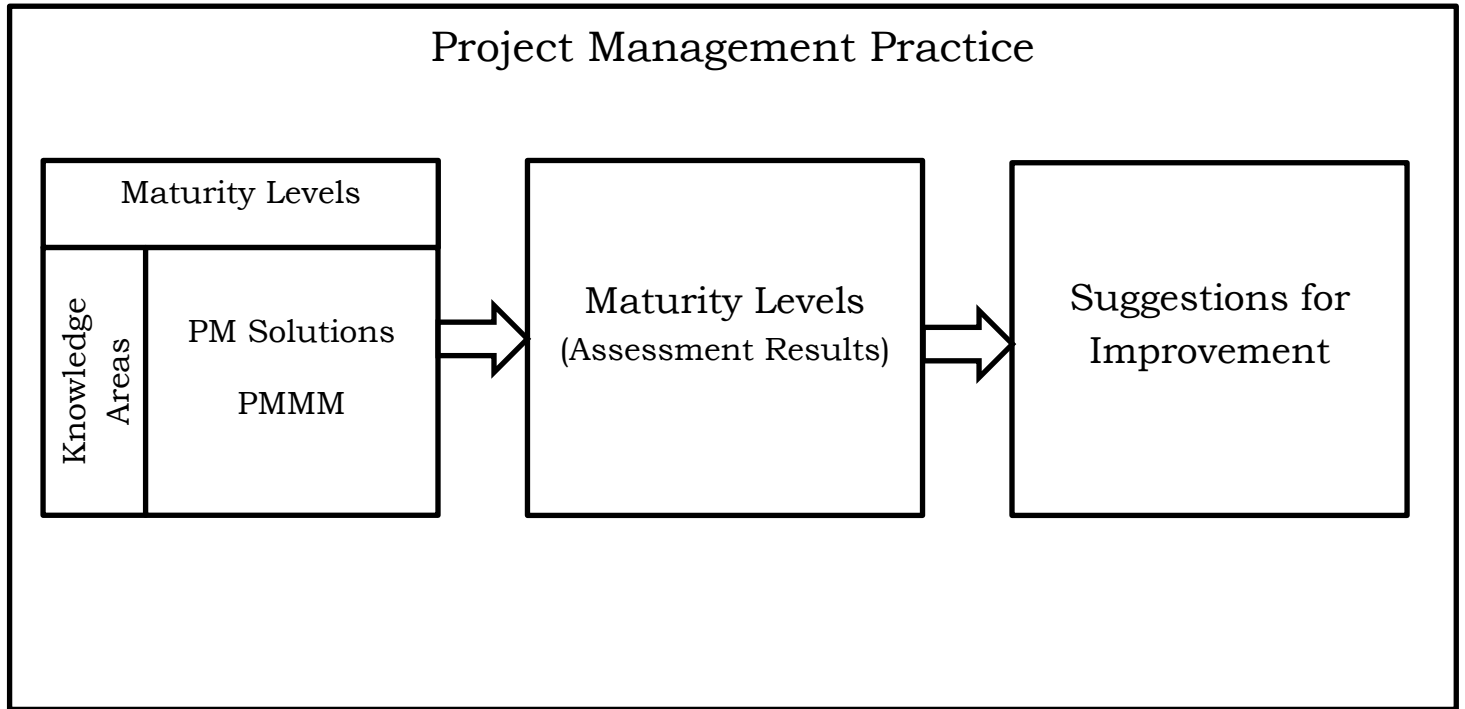 Project Management Practice
Maturity Levels
Knowledge
Areas
PM Solutions
PMMM
Maturity Levels
(Assessment Results)
Suggestions for
Improvement